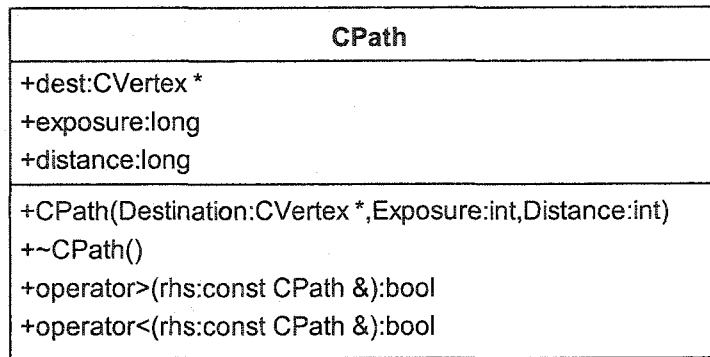 CPath
+dest:CVertex *
+exposure:long
+distance:long
+CPath(Destination:CVertex *,Exposure:int,Distance:int)
+~CPath()
+operator>(rhs:const CPath &):bool
+operator<(rhs:const CPath &):bool